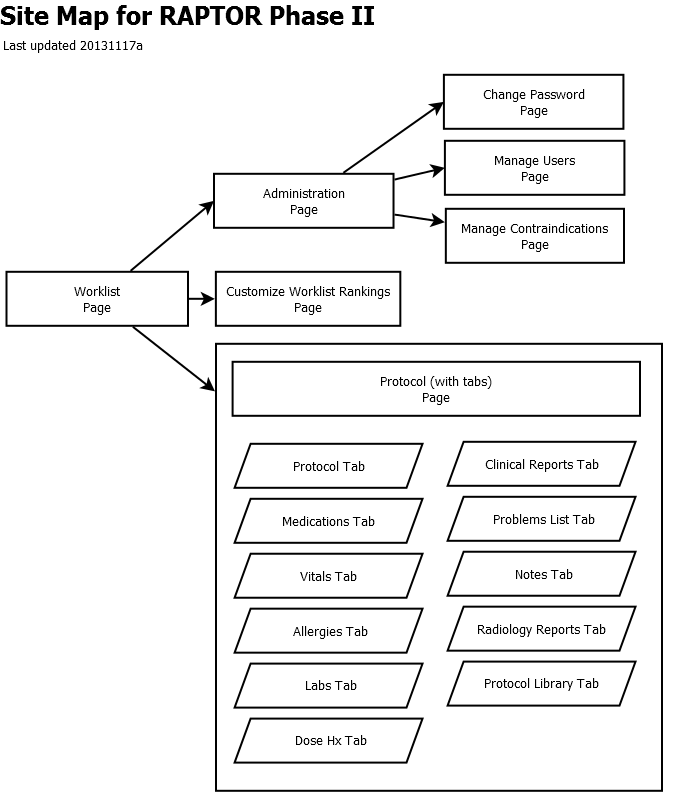 Site Map for RAPTOR Phase II
Last updated 20131117a
Change Password
Page
Manage Users
Page
Administration
Page
Manage Contraindications
Page
Worklist
Page
Customize Worklist Rankings
Page
Protocol (with tabs)
Page
Protocol Tab
Medications Tab
Vitals Tab
Allergies Tab
Labs Tab
Dose Hx Tab
Clinical Reports Tab
Problems List Tab
Notes Tab
Radiology Reports Tab
Protocol Library Tab